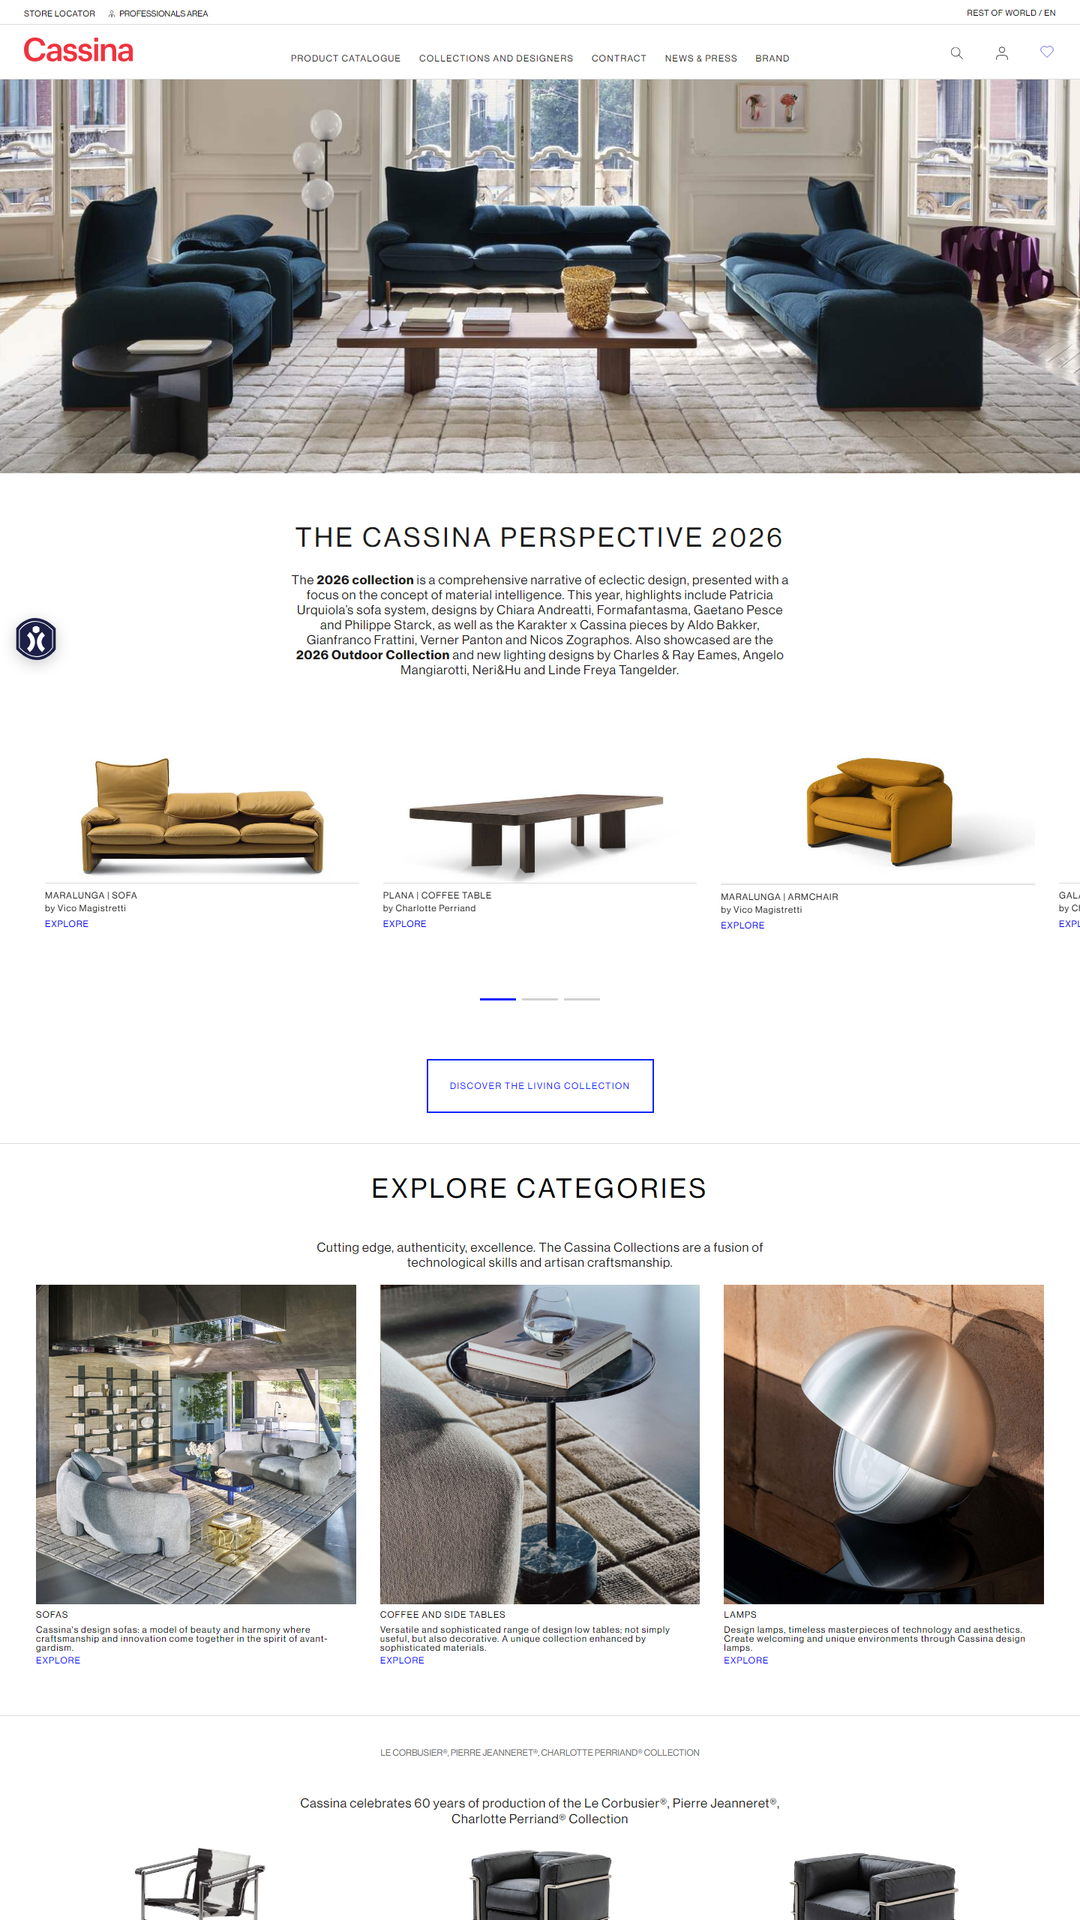 STORE LOCATOR
PROFESSIONALS AREA
REST OF WORLD / EN
Cassina
PRODUCT CATALOGUE
COLLECTIONS AND DESIGNERS
CONTRACT
NEWS & PRESS
BRAND
THE CASSINA PERSPECTIVE 2026
The 2026 collection is a comprehensive narrative of eclectic design, presented with a
focus on the concept of material intelligence. This year, highlights include Patricia
Urquiola's sofa system, designs by Chiara Andreatti, Formafantasma, Gaetano Pesce
and Philippe Starck, as well as the Karakter x Cassina pieces by Aldo Bakker,
Gianfranco Frattini, Verner Panton and Nicos Zographos. Also showcased are the
2026 Outdoor Collection and new lighting designs by Charles & Ray Eames, Angelo
Mangiarotti, Neri&Hu and Linde Freya Tangelder.
MARALUNGA | SOFA
by Vico Magistretti
EXPLORE
PLANA | COFFEE TABLE
by Charlotte Perriand
EXPLORE
MARALUNGA | ARMCHAIR
by Vico Magistretti
EXPLORE
GALA
by Ch
EXPL
DISCOVER THE LIVING COLLECTION
EXPLORE CATEGORIES
Cutting edge, authenticity, excellence. The Cassina Collections are a fusion of
technological skills and artisan craftsmanship.
SOFAS
Cassina's design sofas: a model of beauty and harmony where
craftsmanship and innovation come together in the spirit of avant-
gardism.
EXPLORE
COFFEE AND SIDE TABLES
Versatile and sophisticated range of design low tables; not simply
useful, but also decorative. A unique collection enhanced by
sophisticated materials.
EXPLORE
LAMPS
Design lamps, timeless masterpieces of technology and aesthetics.
Create welcoming and unique environments through Cassina design
lamps.
EXPLORE
LE CORBUSIER®, PIERRE JEANNERET®, CHARLOTTE PERRIAND® COLLECTION
Cassina celebrates 60 years of production of the Le Corbusier®, Pierre Jeanneret®,
Charlotte Perriand® Collection